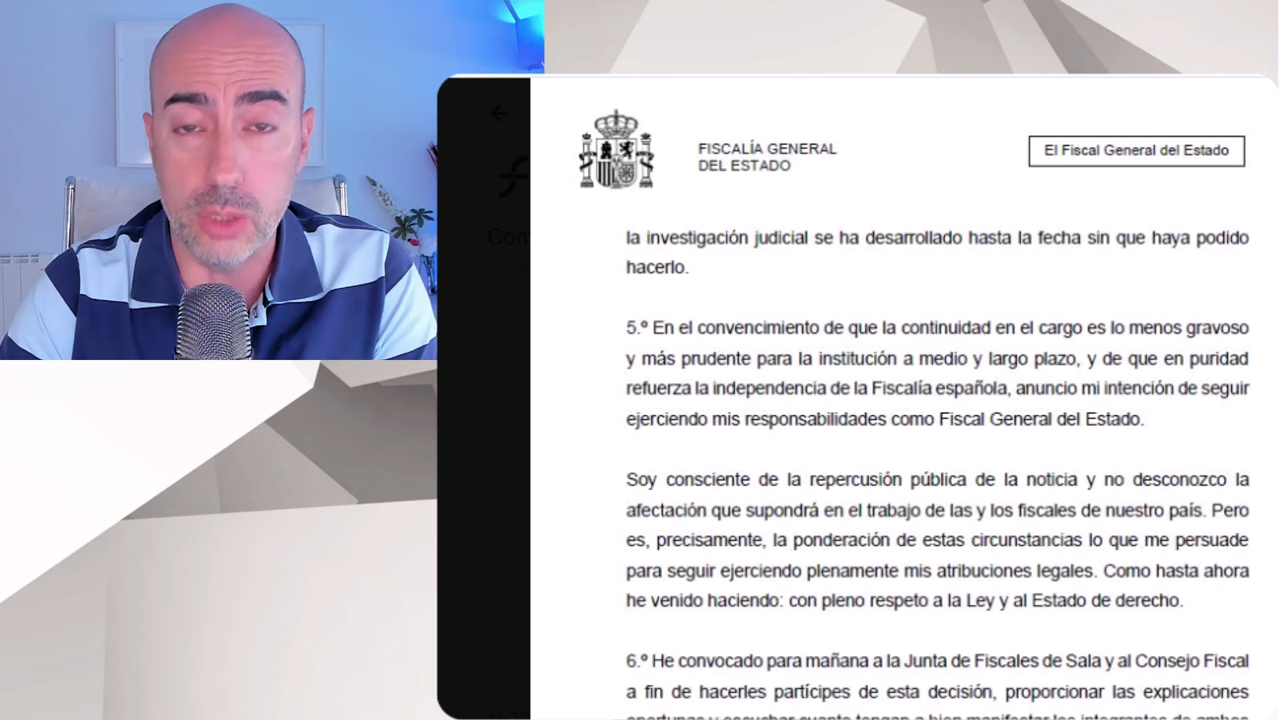 FISCALÍA GENERAL
DEL ESTADO
El Fiscal General del Estado
la investigación judicial se ha desarrollado hasta la fecha sin que haya podido
hacerlo.
5.º En el convencimiento de que la continuidad en el cargo es lo menos gravoso
y más prudente para la institución a medio y largo plazo, y de que en puridad
refuerza la independencia de la Fiscalía española, anuncio mi intención de seguir
ejerciendo mis responsabilidades como Fiscal General del Estado.
Soy consciente de la repercusión pública de la noticia y no desconozco la
afectación que supondrá en el trabajo de las y los fiscales de nuestro país. Pero
es, precisamente, la ponderación de estas circunstancias lo que me persuade
para seguir ejerciendo plenamente mis atribuciones legales. Como hasta ahora
he venido haciendo: con pleno respeto a la Ley y al Estado de derecho.
6.º He convocado para mañana a la Junta de Fiscales de Sala y al Consejo Fiscal
a fin de hacerles partícipes de esta decisión, proporcionar las explicaciones